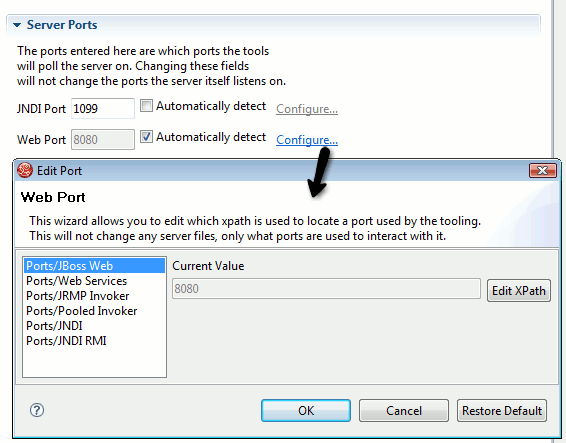 Server Ports
The ports entered here are which ports the tools
will poll the server on. Changing these fields
will not change the ports the server itself listens on.
JNDI Port 1099 Automatically detect Configure...
Web Port 8080 Automatically detect Configure...
Edit Port
Web Port
This wizard allows you to edit which xpath is used to locate a port used by the tooling.
This will not change any server files, only what ports are used to interact with it.
Ports/JBoss Web
Ports/Web Services
Ports/JRMP Invoker
Ports/Pooled Invoker
Ports/JNDI
Ports/JNDI RMI
Current Value
8080 Edit XPath
? OK Cancel Restore Default